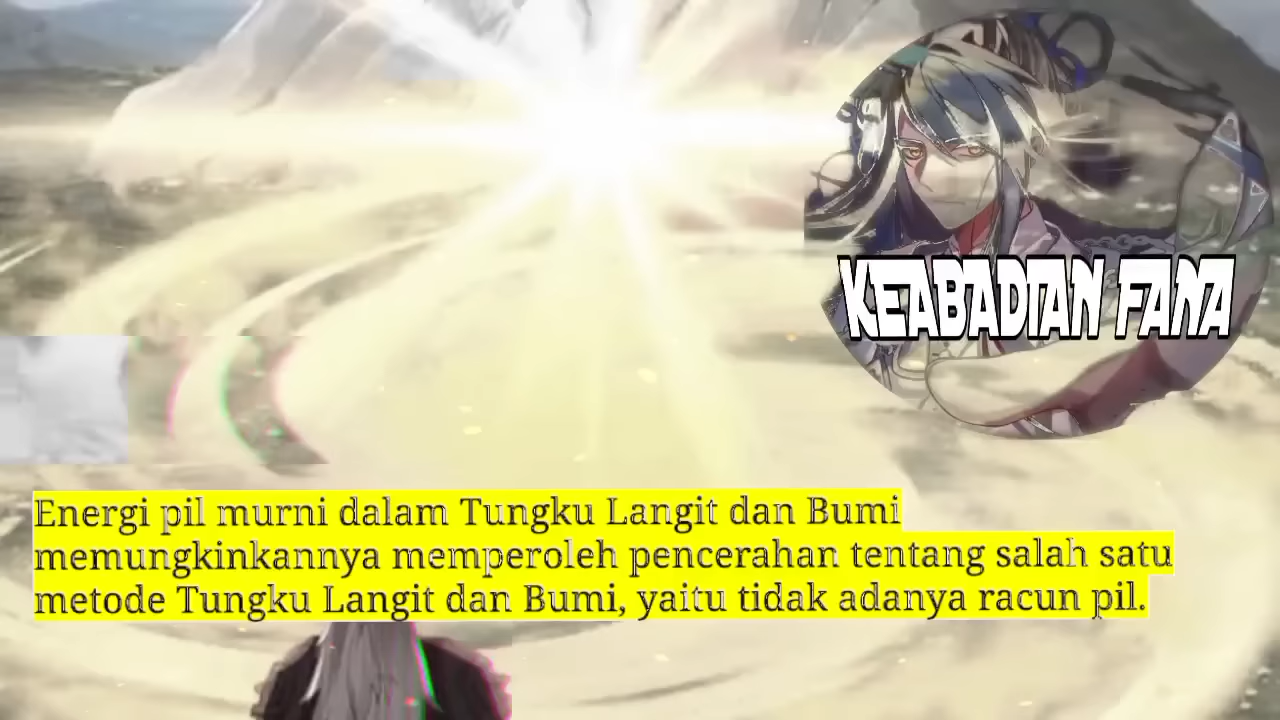 KEABADIAN FANA
Energi pil murni dalam Tungku Langit dan Bumi
memungkinkannya memperoleh pencerahan tentang salah satu
metode Tungku Langit dan Bumi, yaitu tidak adanya racun pil.